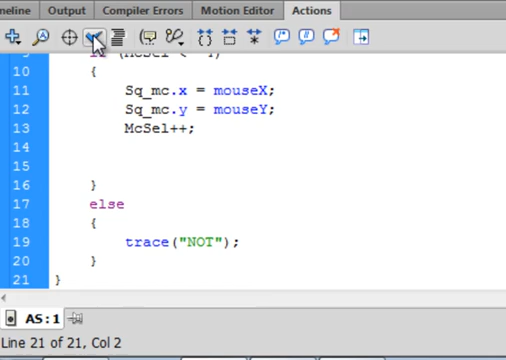 meline Output Compiler Errors Motion Editor Actions
10 {
11 Sq_mc.x = mouseX;
12 Sq_mc.y = mouseY;
13 McSel++;
14
15
16 }
17 else
18 {
19 trace("NOT");
20 }
21 }
AS:1
Line 21 of 21, Col 2